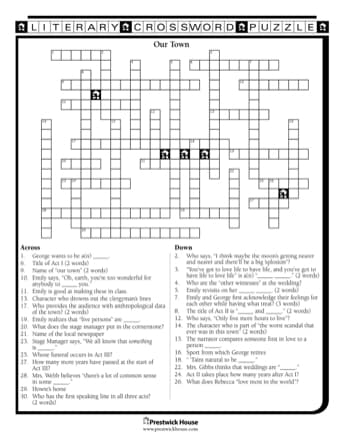 LITERARY CROSSWORD PUZZLE
Our Town
Across
1. George wants to be a(n) _____.
6. Title of Act I (2 words)
9. Name of "our town" (2 words)
10. Emily says, "Oh, earth, you're too wonderful for
anybody to _____ you."
11. Emily is good at making these in class.
13. Character who drowns out the clergyman's lines
17. Who provides the audience with anthropological data
of the town? (2 words)
19. Emily realizes that "live persons" are _____.
20. What does the stage manager put in the cornerstone?
21. Name of the local newspaper
23. Stage Manager says, "We all know that something
is _____."
25. Whose funeral occurs in Act III?
27. How many more years have passed at the start of
Act III?
28. Mrs. Webb believes "there's a lot of common sense
in some _____."
29. Howie's horse
30. Who has the first speaking line in all three acts?
(2 words)
Down
2. Who says, "I think maybe the moon's getting nearer
and nearer and there'll be a big 'splosion"?
3. "You've got to love life to have life, and you've got to
have life to love life" is a(n) "_____ _____." (2 words)
4. Who are the "other witnesses" at the wedding?
5. Emily revisits on her _____ _____. (2 words)
7. Emily and George first acknowledge their feelings for
each other while having what treat? (3 words)
8. The title of Act II is "_____ and _____." (2 words)
12. Who says, "Only five more hours to live"?
14. The character who is part of "the worst scandal that
ever was in this town" (2 words)
15. The narrator compares someone first in love to a
person _____.
16. Sport from which George retires
18. " 'Tains natural to be _____."
22. Mrs. Gibbs thinks that weddings are "_____."
24. Act II takes place how many years after Act I?
26. What does Rebecca "love most in the world"?
Prestwick House
www.prestwickhouse.com